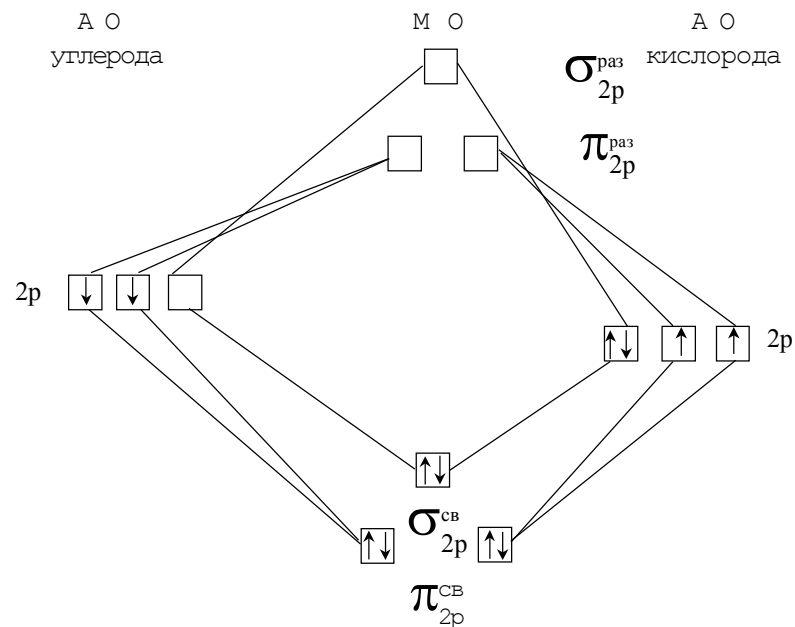 А О М О А О
углерода кислорода
σ раз 2p
π раз 2p
2p
2p
σ св 2p
π св 2p